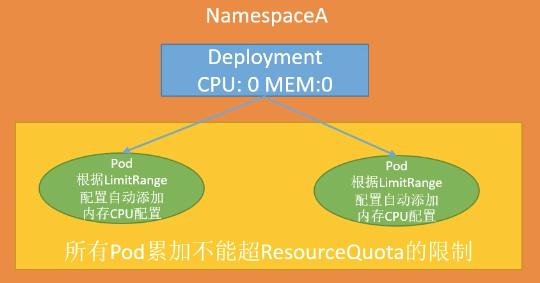 NamespaceA
Deployment
CPU: 0 MEM:0
Pod
根据LimitRange
配置自动添加
内存CPU配置
Pod
根据LimitRange
配置自动添加
内存CPU配置
所有Pod累加不能超ResourceQuota的限制